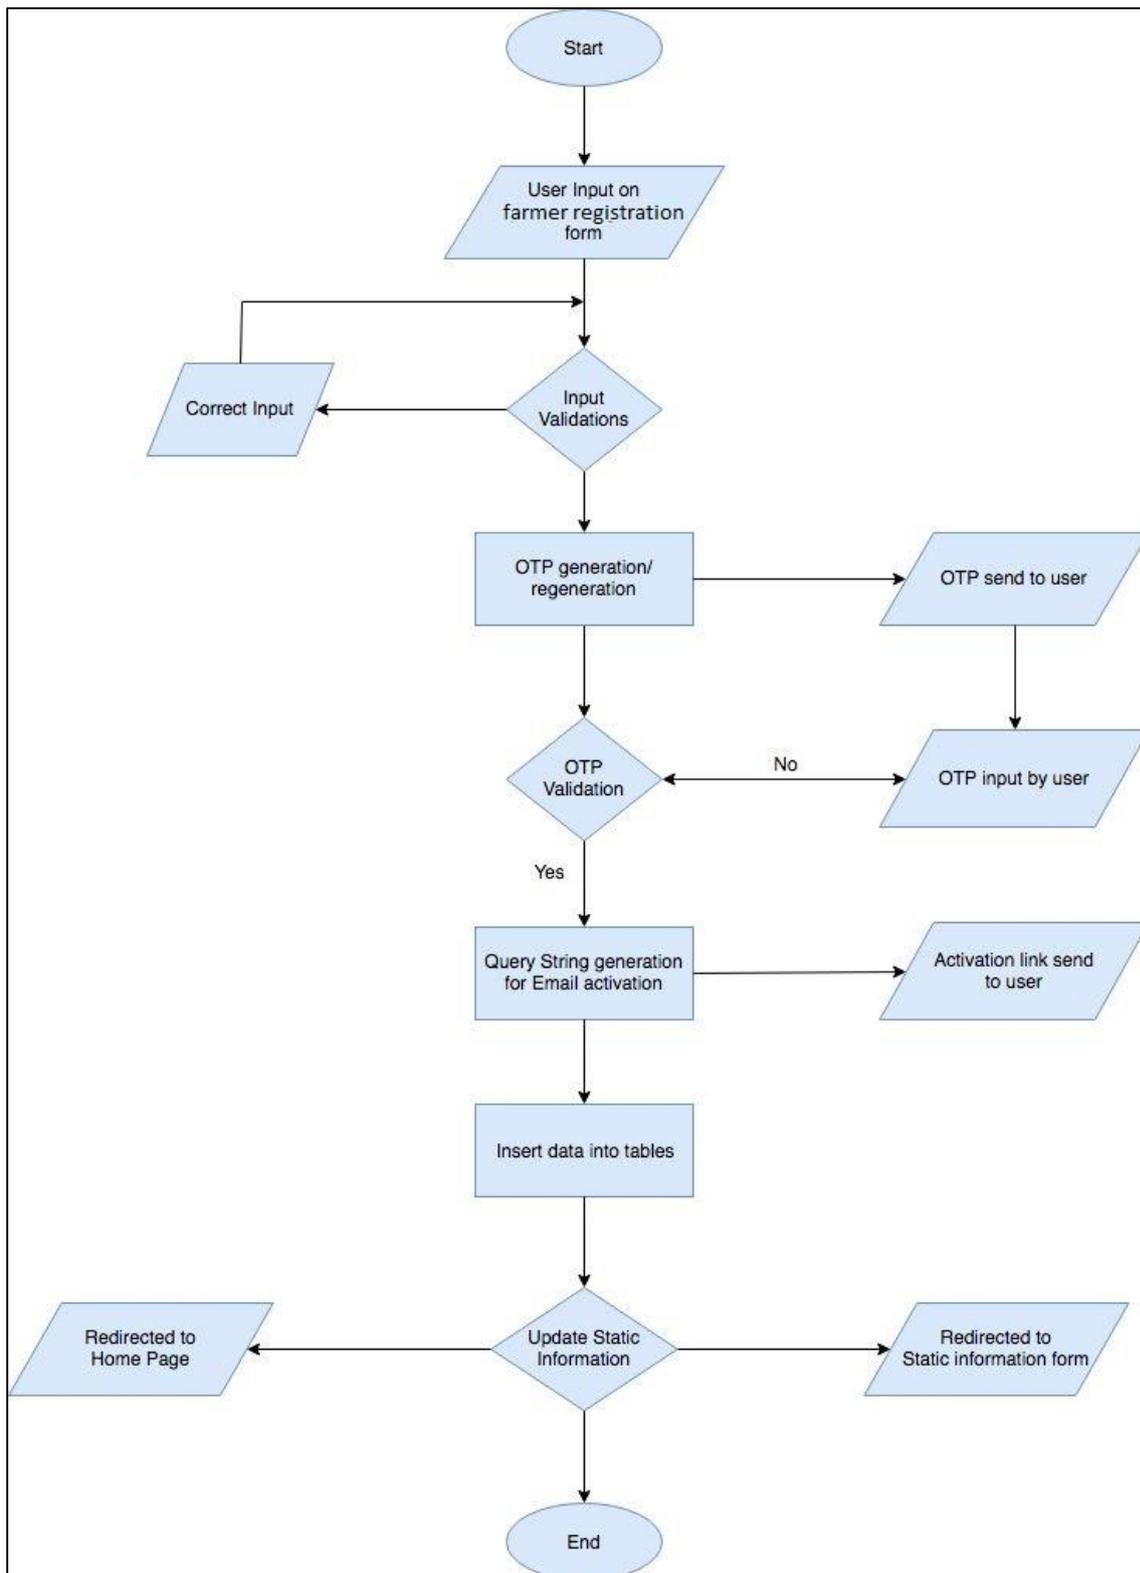 Start
User Input on
farmer registration
form
Correct Input
Input
Validations
OTP generation/
regeneration
OTP send to user
OTP
Validation
No
OTP input by user
Yes
Query String generation
for Email activation
Activation link send
to user
Insert data into tables
Redirected to
Home Page
Update Static
Information
Redirected to
Static information form
End